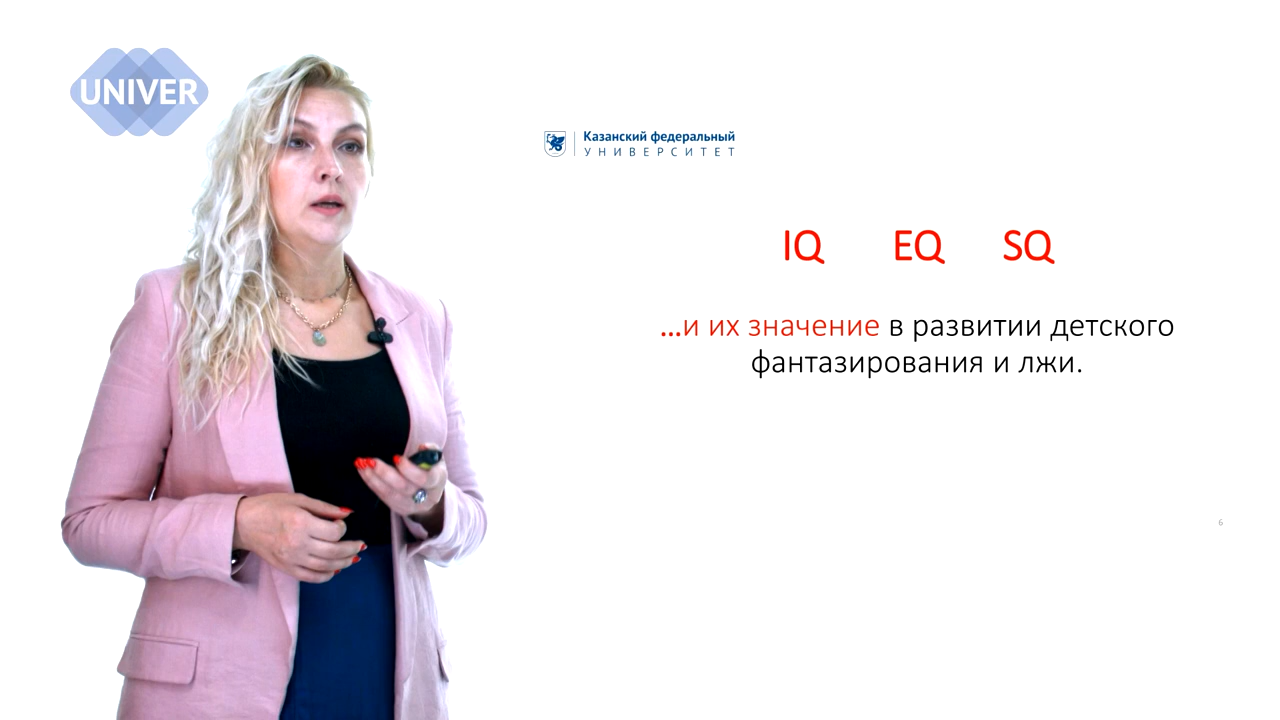 UNIVER
Казанский федеральный
УНИВЕРСИТЕТ
IQ EQ SQ
...и их значение в развитии детского
фантазирования и лжи.
6